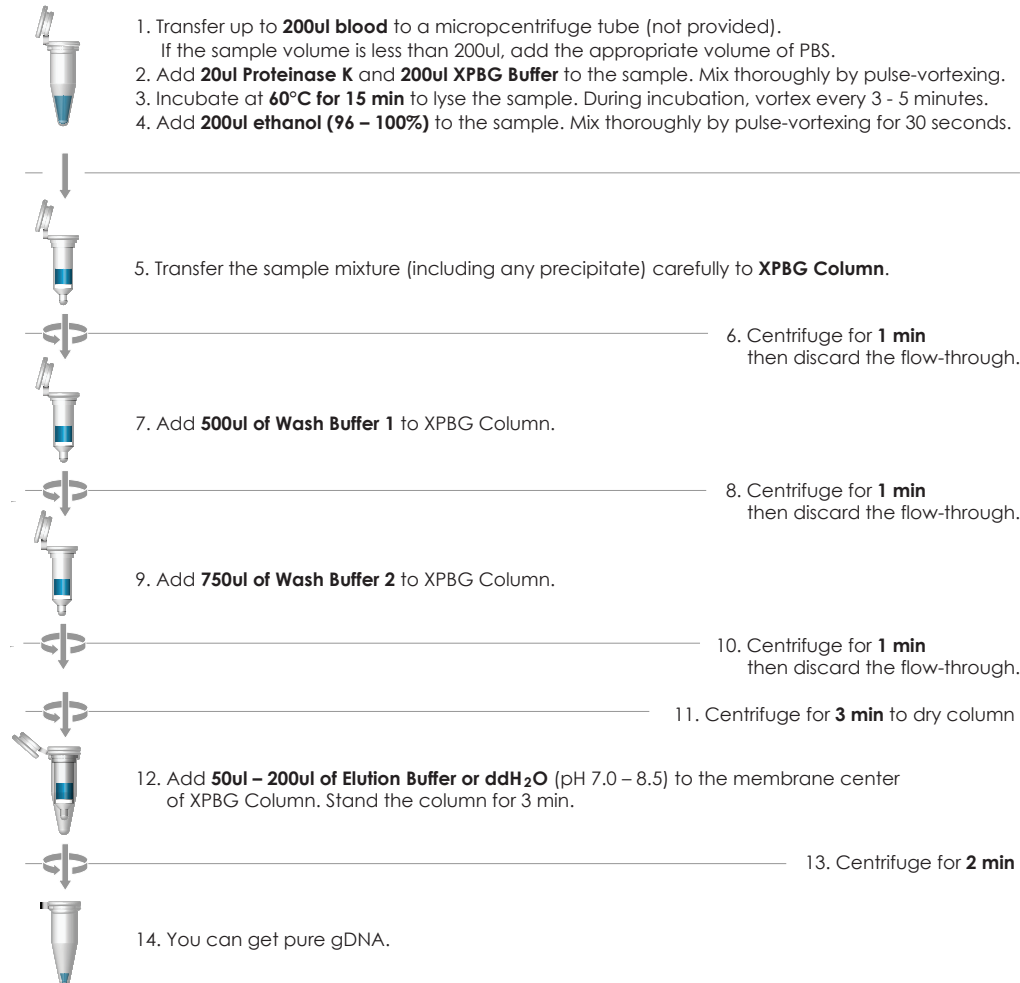 1. Transfer up to 200ul blood to a micropcentrifuge tube (not provided).
If the sample volume is less than 200ul, add the appropriate volume of PBS.
2. Add 20ul Proteinase K and 200ul XPBG Buffer to the sample. Mix thoroughly by pulse-vortexing.
3. Incubate at 60°C for 15 min to lyse the sample. During incubation, vortex every 3 - 5 minutes.
4. Add 200ul ethanol (96 – 100%) to the sample. Mix thoroughly by pulse-vortexing for 30 seconds.
5. Transfer the sample mixture (including any precipitate) carefully to XPBG Column.
6. Centrifuge for 1 min
then discard the flow-through.
7. Add 500ul of Wash Buffer 1 to XPBG Column.
8. Centrifuge for 1 min
then discard the flow-through.
9. Add 750ul of Wash Buffer 2 to XPBG Column.
10. Centrifuge for 1 min
then discard the flow-through.
11. Centrifuge for 3 min to dry column
12. Add 50ul – 200ul of Elution Buffer or ddH₂O (pH 7.0 – 8.5) to the membrane center
of XPBG Column. Stand the column for 3 min.
13. Centrifuge for 2 min
14. You can get pure gDNA.